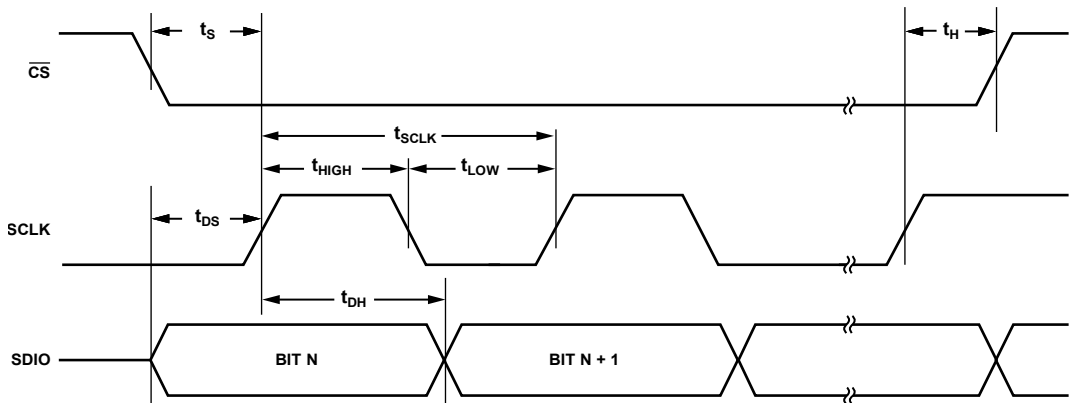 tS
tH
CS
tSCLK
tHIGH
tLOW
tDS
SCLK
tDH
SDIO
BIT N
BIT N + 1